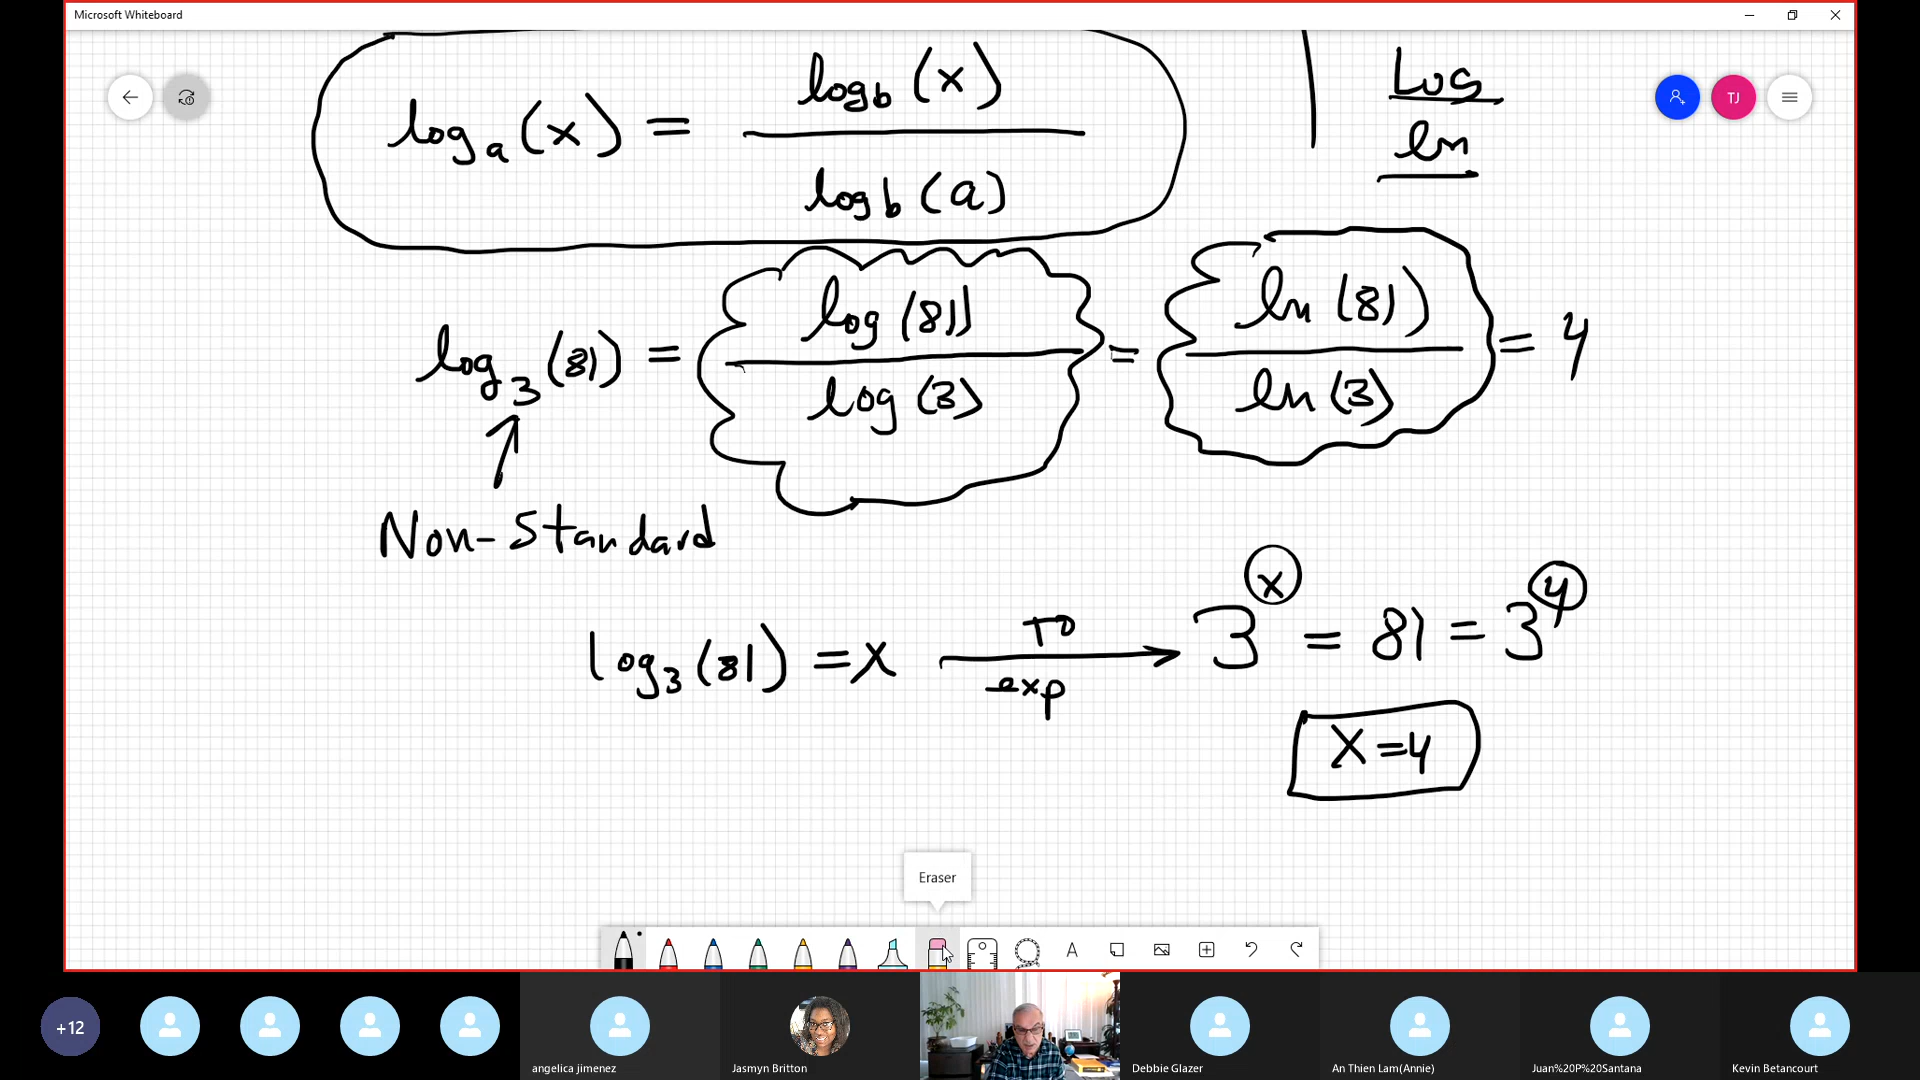 Microsoft Whiteboard
log_a(x) = log_b(x) / log_b(a)
LOG
ln
TJ
log_3(81) = log(81) / log(3) = ln(81) / ln(3) = 4
Non-Standard
log_3(81) = x TO exp 3^x = 81 = 3^4
x = 4
Eraser
A
+12
angelica jimenez
Jasmyn Britton
Debbie Glazer
An Thien Lam(Annie)
Juan%20P%20Santana
Kevin Betancourt